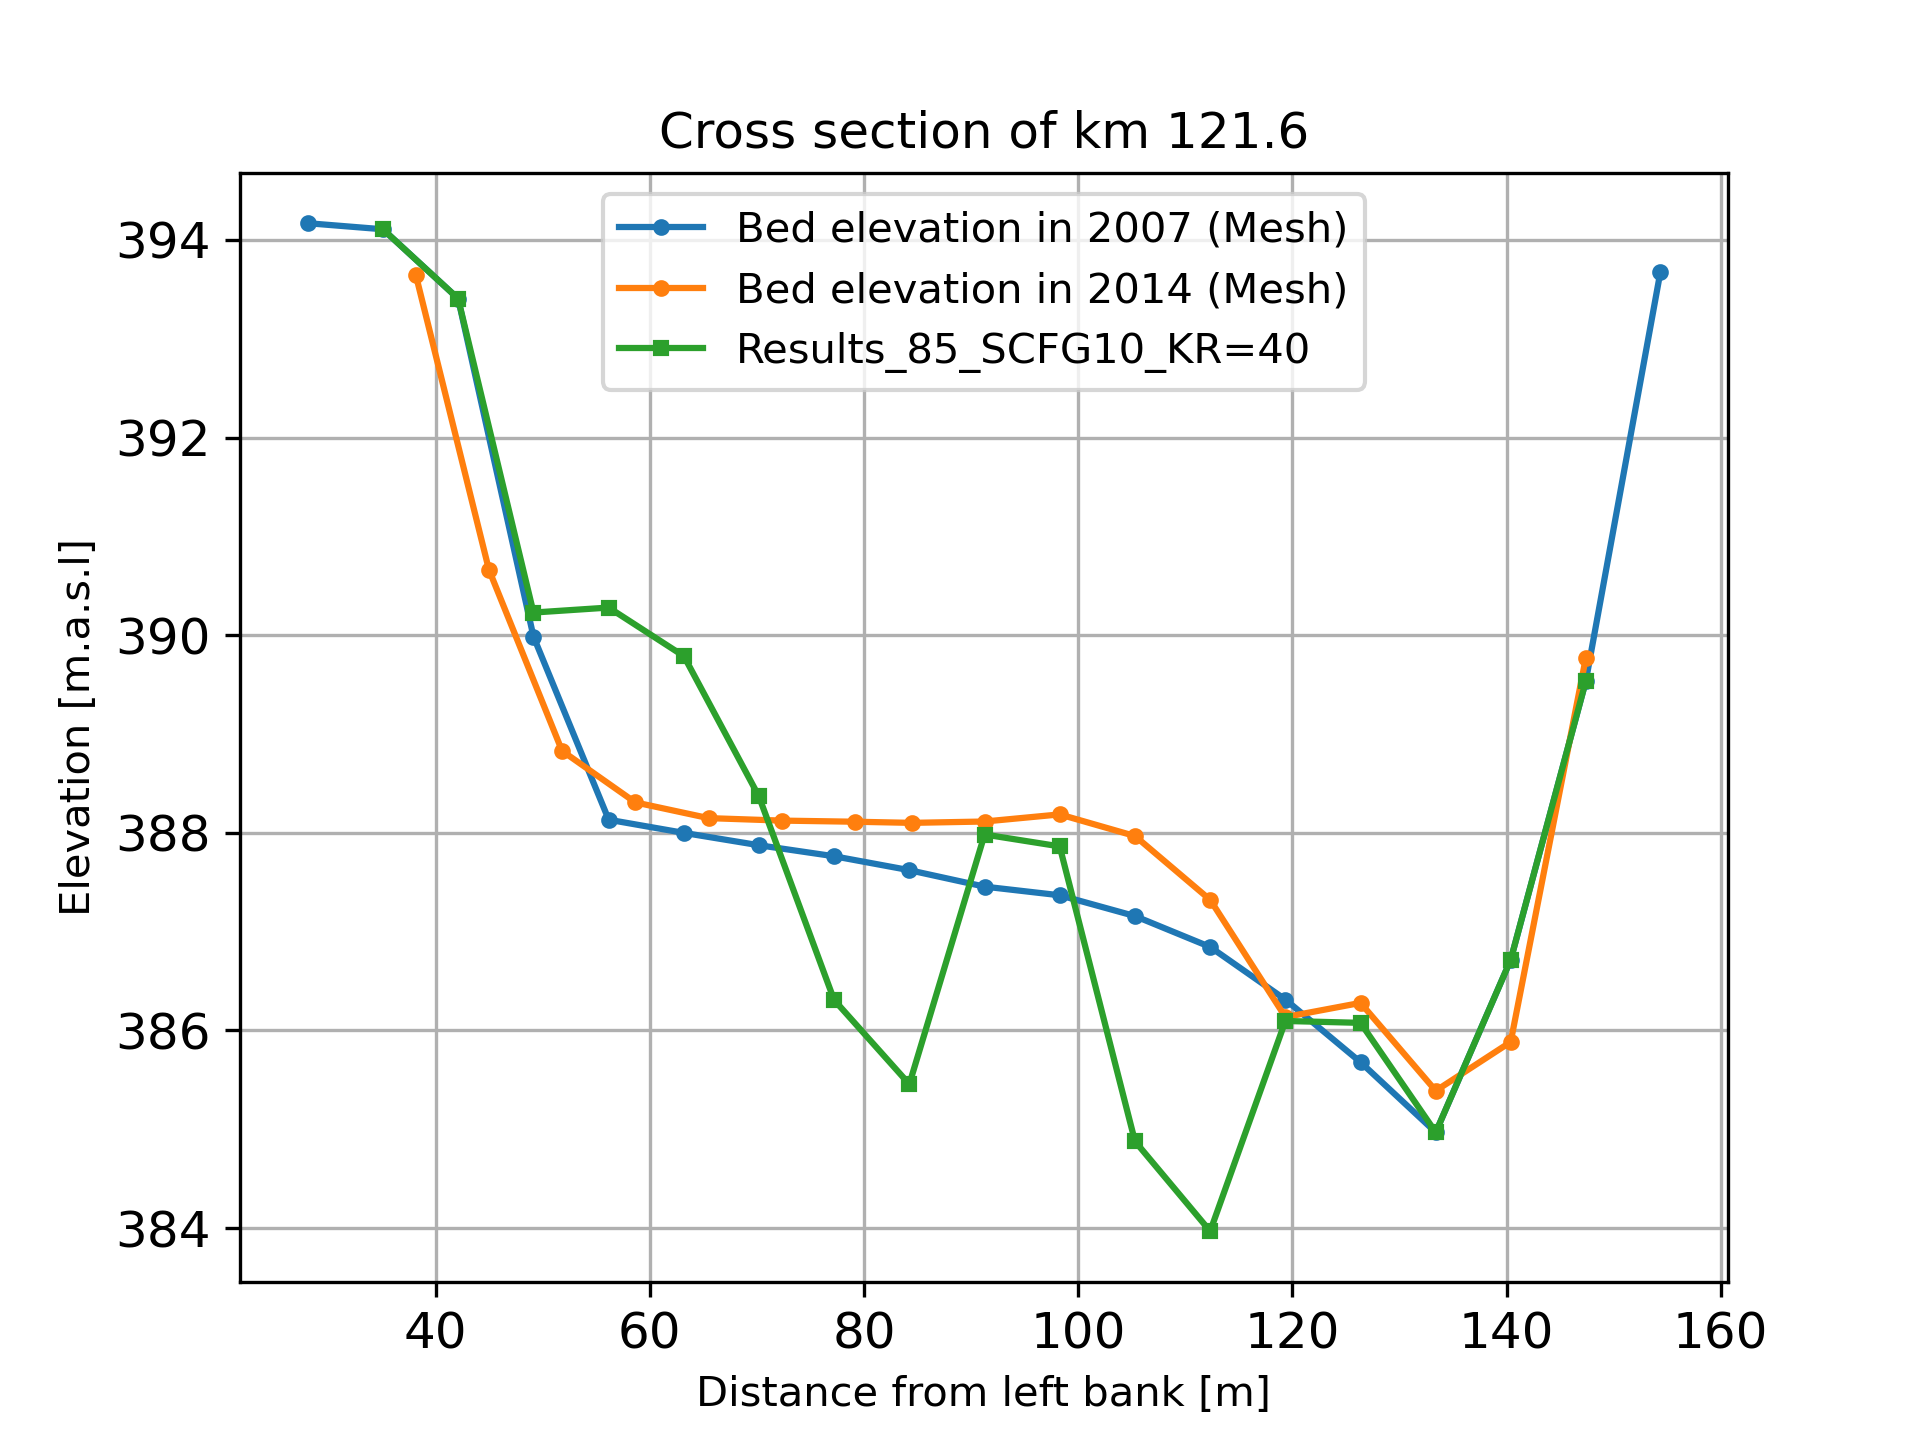 Cross section of km 121.6
Bed elevation in 2007 (Mesh)
Bed elevation in 2014 (Mesh)
Results_85_SCFG10_KR=40
394
392
390
388
386
384
Elevation [m.a.s.l]
40 60 80 100 120 140 160
Distance from left bank [m]